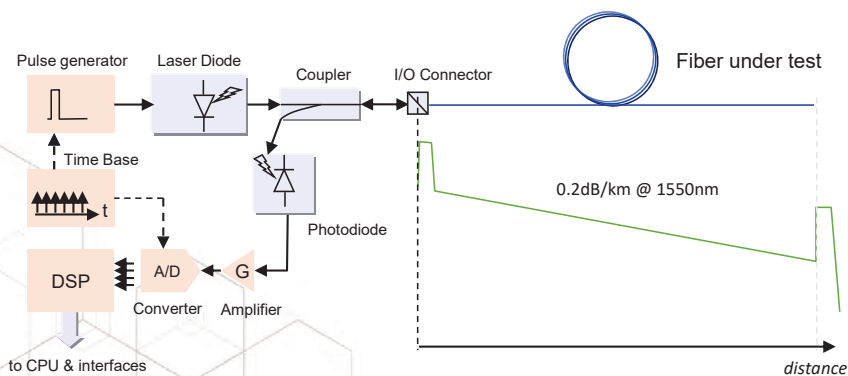 Pulse generator
Laser Diode
Coupler
I/O Connector
Fiber under test
Time Base
t
0.2dB/km @ 1550nm
Photodiode
DSP
A/D
G
Converter
Amplifier
to CPU & interfaces
distance